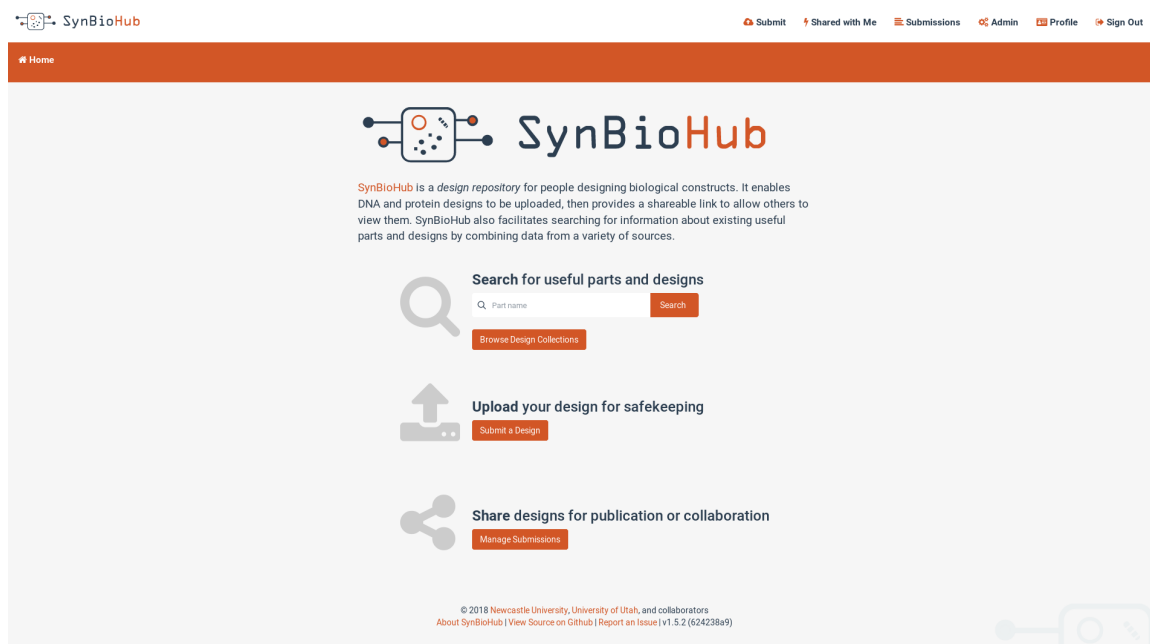 SynBioHub
Submit Shared with Me Submissions Admin Profile Sign Out
Home
SynBioHub
SynBioHub is a design repository for people designing biological constructs. It enables
DNA and protein designs to be uploaded, then provides a shareable link to allow others to
view them. SynBioHub also facilitates searching for information about existing useful
parts and designs by combining data from a variety of sources.
Search for useful parts and designs
Part name Search
Browse Design Collections
Upload your design for safekeeping
Submit a Design
Share designs for publication or collaboration
Manage Submissions
© 2018 Newcastle University, University of Utah, and collaborators
About SynBioHub | View Source on Github | Report an Issue | v1.5.2 (624238a9)